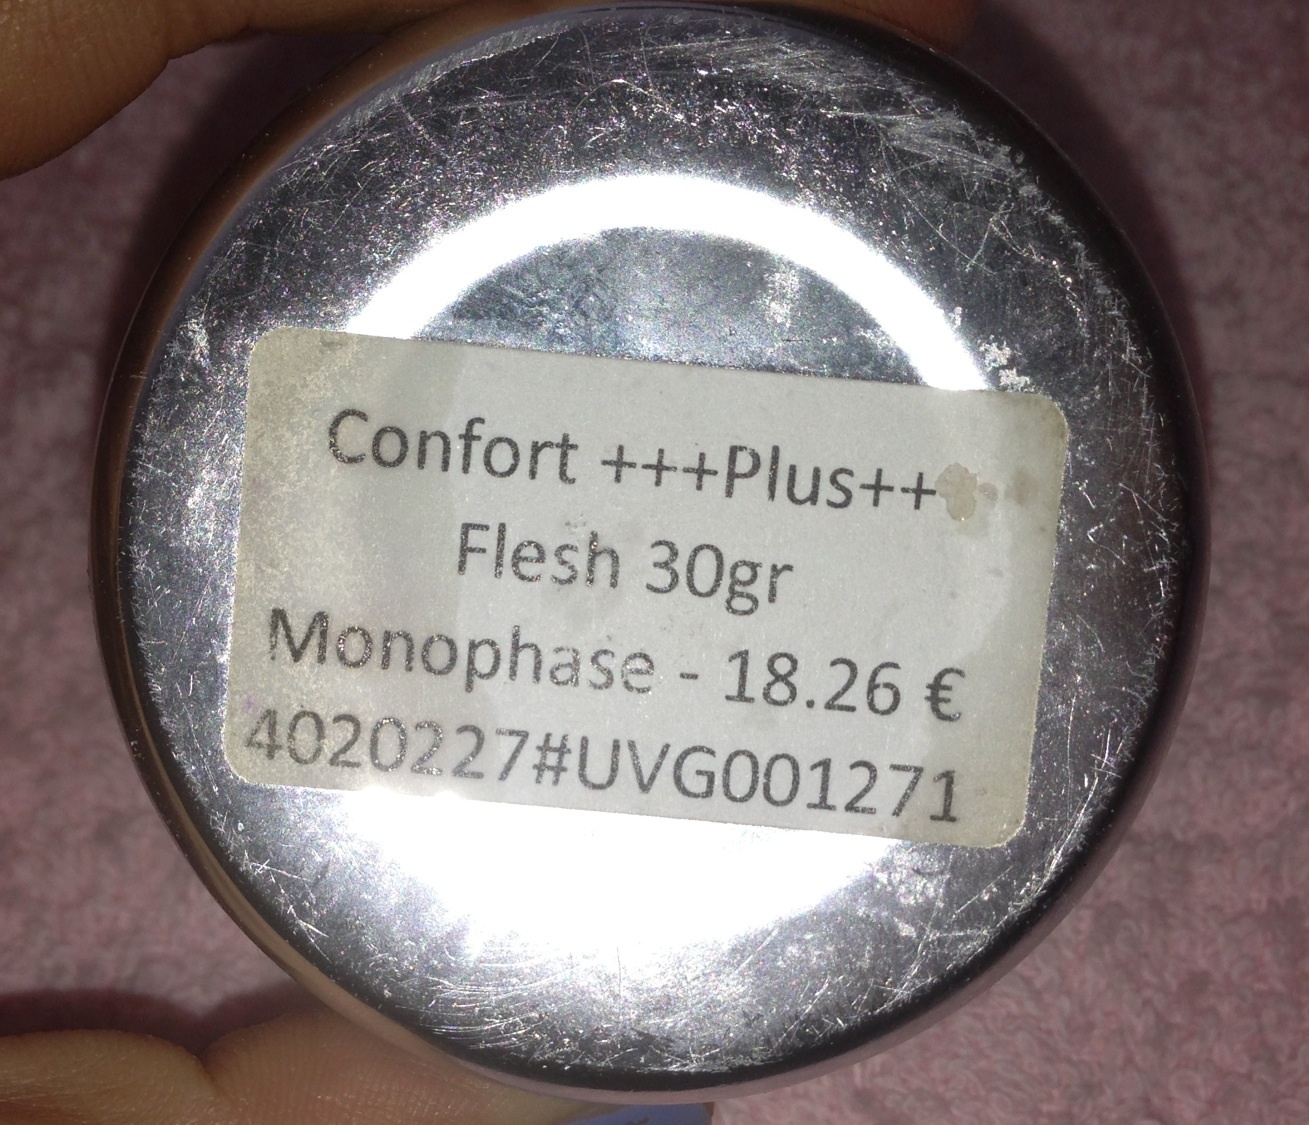 Confort +++Plus++
Flesh 30gr
Monophase - 18.26 €
4020227#UVG001271